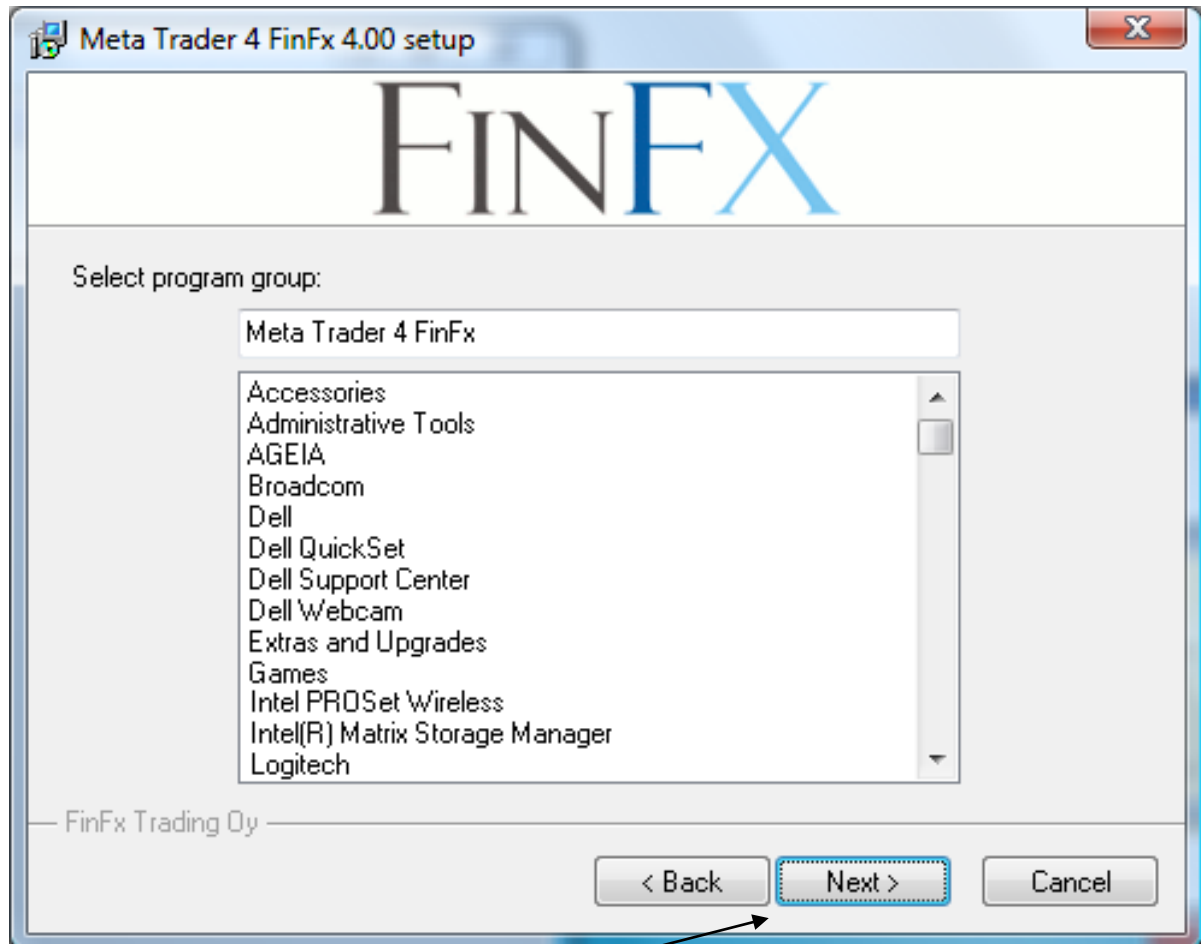 Meta Trader 4 FinFx 4.00 setup
FINFX
Select program group:
Meta Trader 4 FinFx
Accessories
Administrative Tools
AGEIA
Broadcom
Dell
Dell QuickSet
Dell Support Center
Dell Webcam
Extras and Upgrades
Games
Intel PROSet Wireless
Intel(R) Matrix Storage Manager
Logitech
FinFx Trading Oy
< Back Next > Cancel